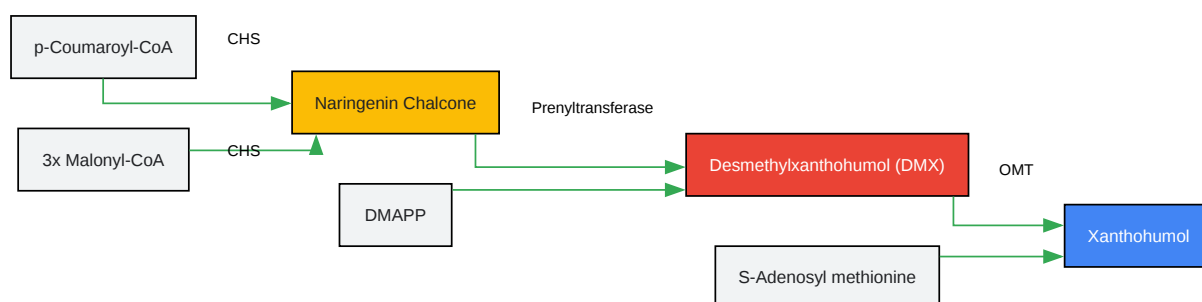 p-Coumaroyl-CoA
CHS
Naringenin Chalcone
3x Malonyl-CoA
CHS
Prenyltransferase
DMAPP
Desmethylxanthohumol (DMX)
OMT
S-Adenosyl methionine
Xanthohumol